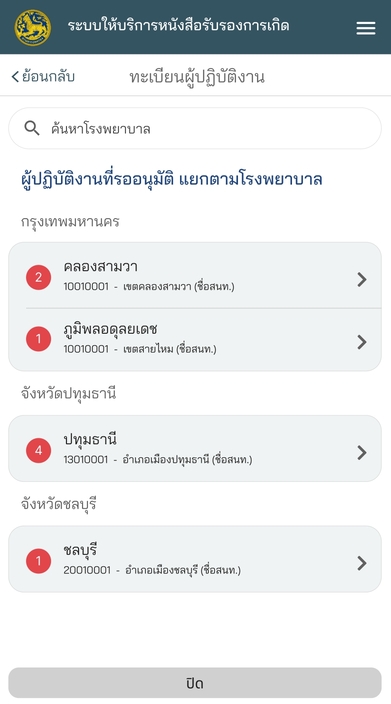 ระบบให้บริการหนังสือรับรองการเกิด
ย้อนกลับ
ทะเบียนผู้ปฏิบัติงาน
ค้นหาโรงพยาบาล
ผู้ปฏิบัติงานที่รออนุมัติ แยกตามโรงพยาบาล
กรุงเทพมหานคร
2
คลองสามวา
10010001 - เขตคลองสามวา (ชื่อสนท.)
1
ภูมิพลอดุลยเดช
10010001 - เขตสายไหม (ชื่อสนท.)
จังหวัดปทุมธานี
4
ปทุมธานี
13010001 - อำเภอเมืองปทุมธานี (ชื่อสนท.)
จังหวัดชลบุรี
1
ชลบุรี
20010001 - อำเภอเมืองชลบุรี (ชื่อสนท.)
ปิด